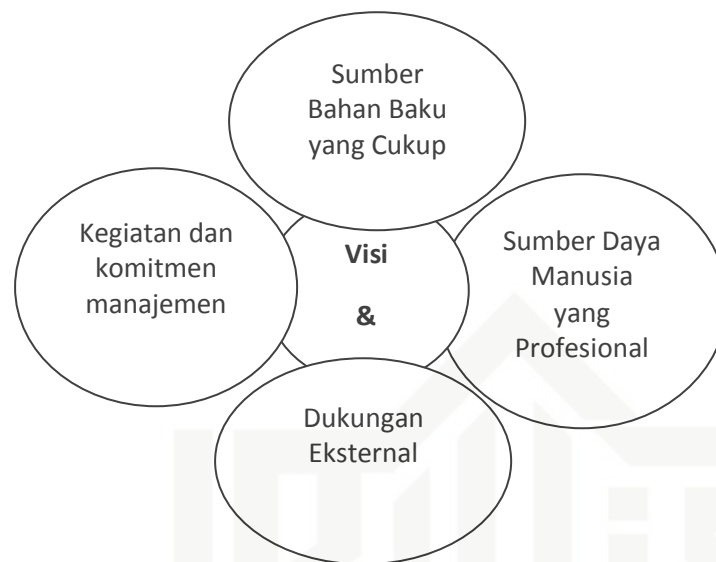 Sumber
Bahan Baku
yang Cukup
Kegiatan dan
komitmen
manajemen
Visi
&
Sumber Daya
Manusia
yang
Profesional
Dukungan
Eksternal